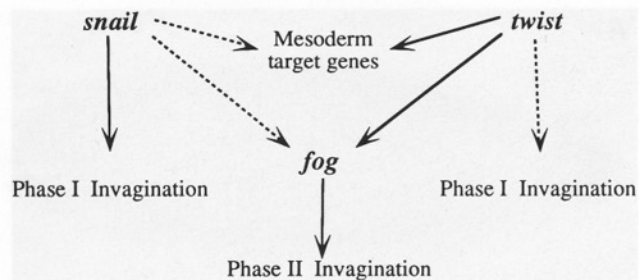 snail
twist
Mesoderm
target genes
fog
Phase I Invagination
Phase I Invagination
Phase II Invagination